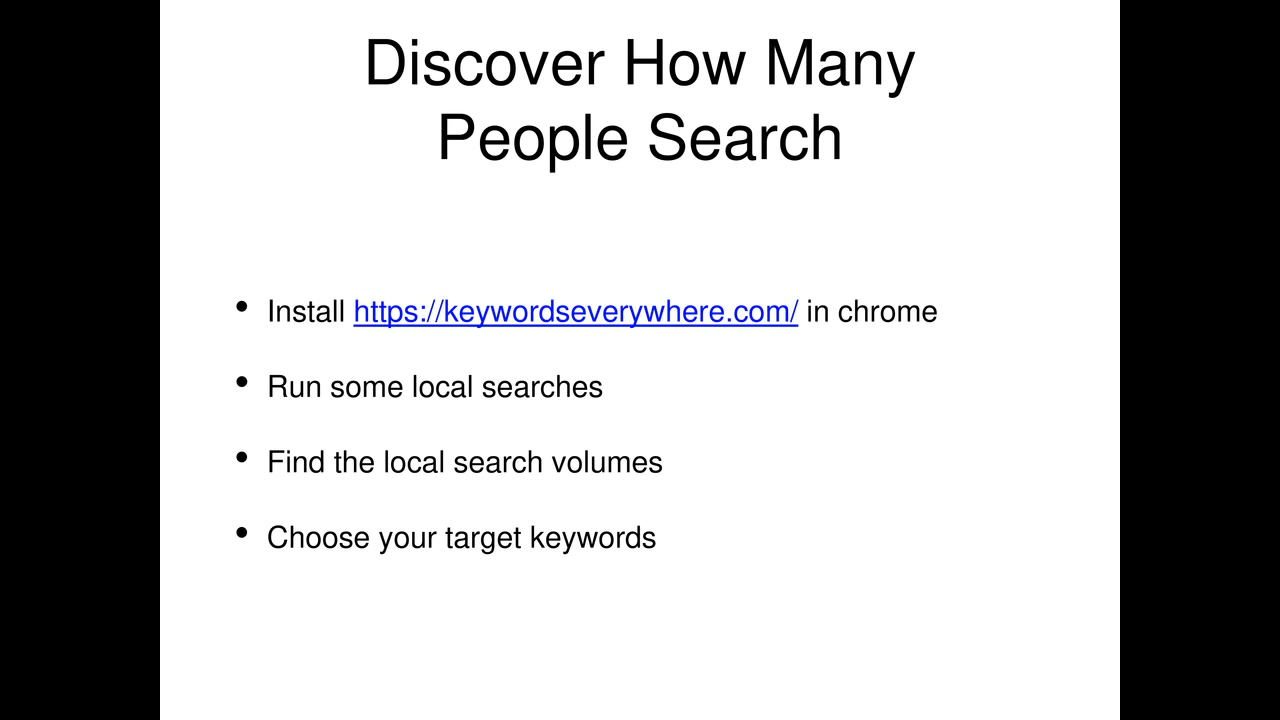 Discover How Many
People Search
• Install https://keywordseverywhere.com/ in chrome
• Run some local searches
• Find the local search volumes
• Choose your target keywords